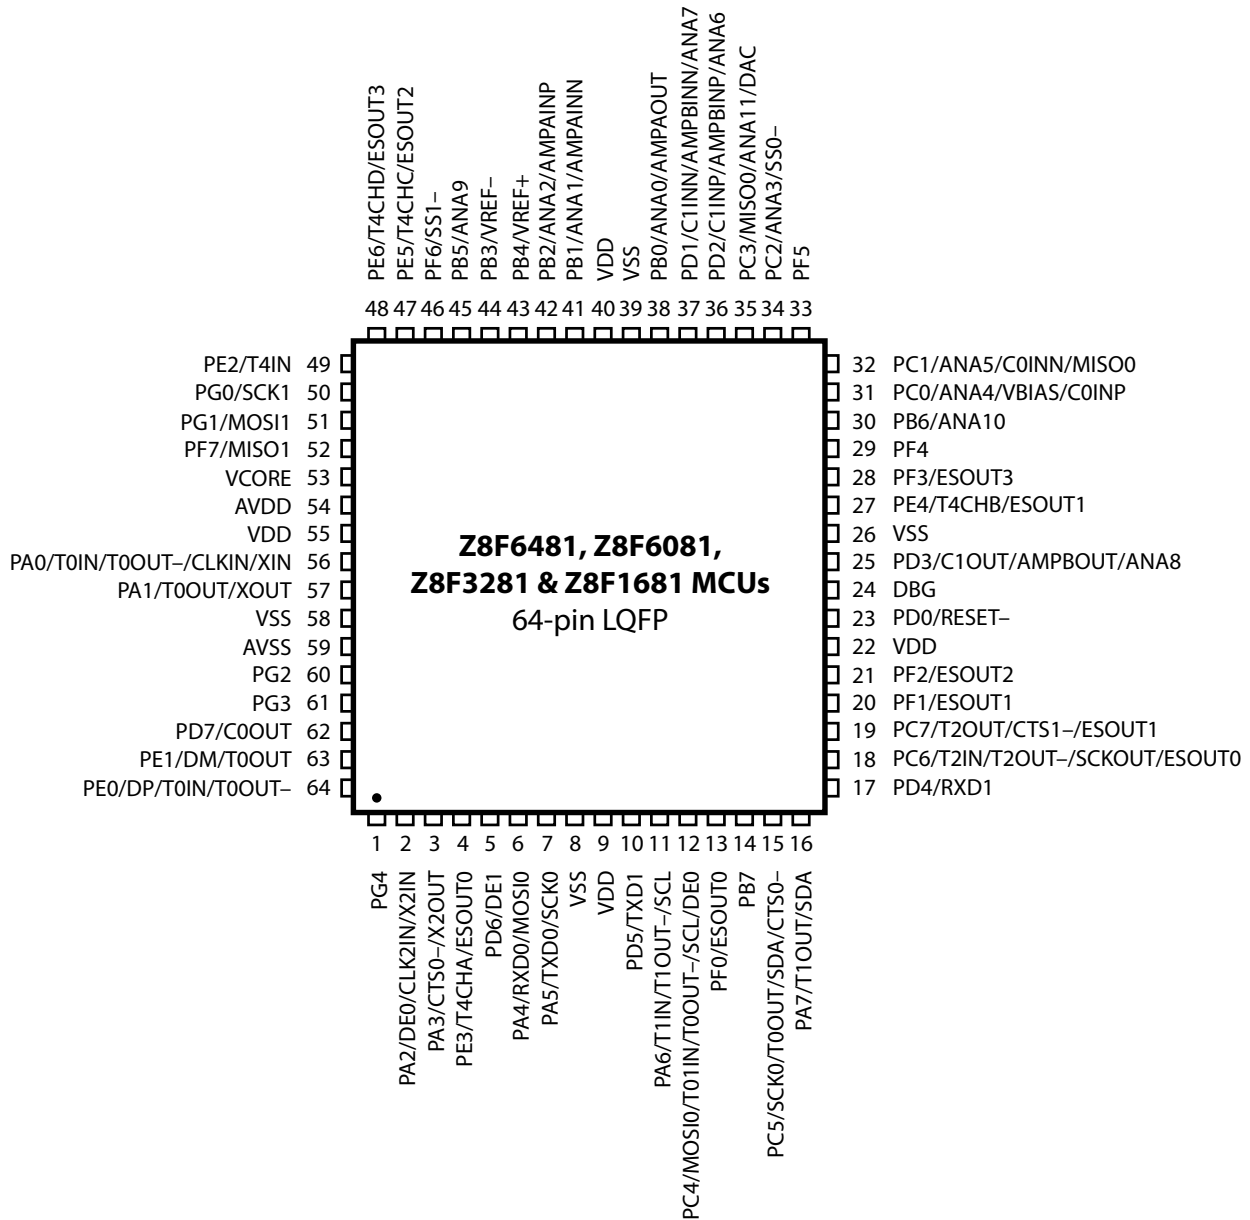 PE6/T4CHD/ESOUT3
PE5/T4CHC/ESOUT2
PF6/SS1–
PB5/ANA9
PB3/VREF–
PB4/VREF+
PB2/ANA2/AMPAINP
PB1/ANA1/AMPAINN
VDD
VSS
PB0/ANA0/AMPAOUT
PD1/C1INN/AMPBINN/ANA7
PD2/C1INP/AMPBINP/ANA6
PC3/MISO0/ANA11/DAC
PC2/ANA3/SS0–
PF5
48 47 46 45 44 43 42 41 40 39 38 37 36 35 34 33
PE2/T4IN 49
PG0/SCK1 50
PG1/MOSI1 51
PF7/MISO1 52
VCORE 53
AVDD 54
VDD 55
PA0/T0IN/T0OUT–/CLKIN/XIN 56
PA1/T0OUT/XOUT 57
VSS 58
AVSS 59
PG2 60
PG3 61
PD7/C0OUT 62
PE1/DM/T0OUT 63
PE0/DP/T0IN/T0OUT– 64
Z8F6481, Z8F6081,
Z8F3281 & Z8F1681 MCUs
64-pin LQFP
32 PC1/ANA5/C0INN/MISO0
31 PC0/ANA4/VBIAS/C0INP
30 PB6/ANA10
29 PF4
28 PF3/ESOUT3
27 PE4/T4CHB/ESOUT1
26 VSS
25 PD3/C1OUT/AMPBOUT/ANA8
24 DBG
23 PD0/RESET–
22 VDD
21 PF2/ESOUT2
20 PF1/ESOUT1
19 PC7/T2OUT/CTS1–/ESOUT1
18 PC6/T2IN/T2OUT–/SCKOUT/ESOUT0
17 PD4/RXD1
1 2 3 4 5 6 7 8 9 10 11 12 13 14 15 16
PG4
PA2/DE0/CLK2IN/X2IN
PA3/CTS0–/X2OUT
PE3/T4CHA/ESOUT0
PD6/DE1
PA4/RXD0/MOSI0
PA5/TXD0/SCK0
VSS
VDD
PD5/TXD1
PA6/T1IN/T1OUT–/SCL
PC4/MOSI0/T01IN/T0OUT–/SCL/DE0
PF0/ESOUT0
PB7
PC5/SCK0/T0OUT/SDA/CTS0–
PA7/T1OUT/SDA